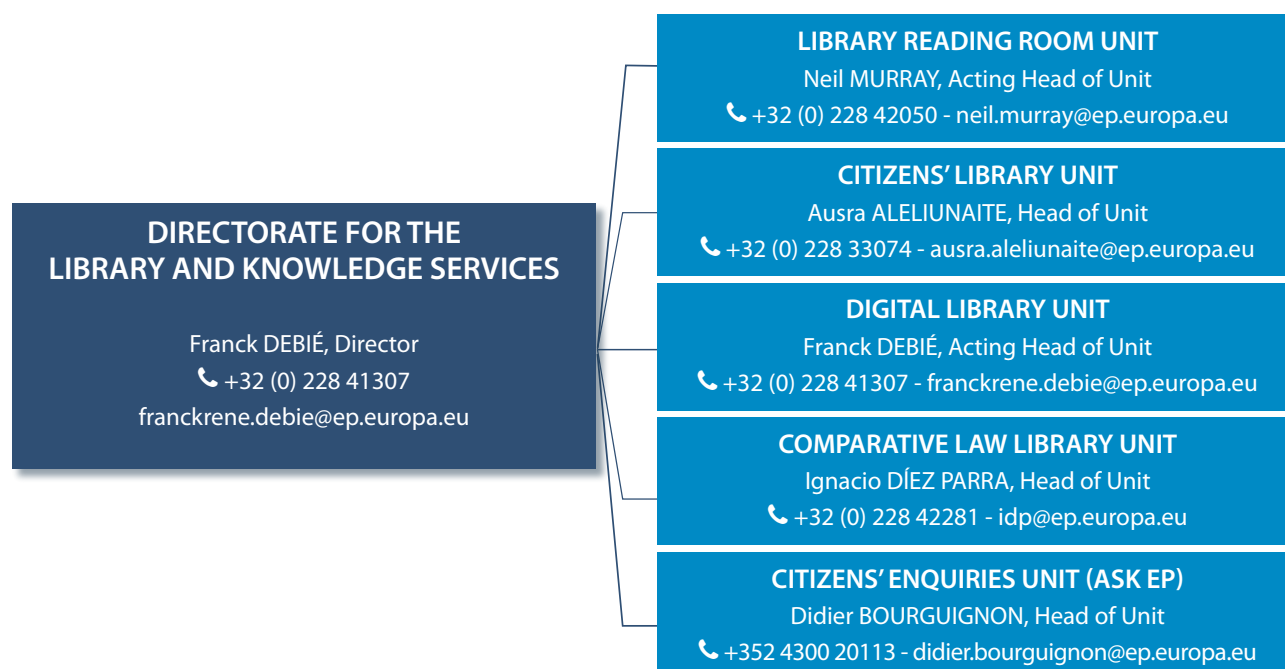 DIRECTORATE FOR THE
LIBRARY AND KNOWLEDGE SERVICES
Franck DEBIÉ, Director
+32 (0) 228 41307
franckrene.debie@ep.europa.eu
LIBRARY READING ROOM UNIT
Neil MURRAY, Acting Head of Unit
+32 (0) 228 42050 - neil.murray@ep.europa.eu
CITIZENS’ LIBRARY UNIT
Ausra ALELIUNAITE, Head of Unit
+32 (0) 228 33074 - ausra.aleliunaite@ep.europa.eu
DIGITAL LIBRARY UNIT
Franck DEBIÉ, Acting Head of Unit
+32 (0) 228 41307 - franckrene.debie@ep.europa.eu
COMPARATIVE LAW LIBRARY UNIT
Ignacio DÍEZ PARRA, Head of Unit
+32 (0) 228 42281 - idp@ep.europa.eu
CITIZENS’ ENQUIRIES UNIT (ASK EP)
Didier BOURGUIGNON, Head of Unit
+352 4300 20113 - didier.bourguignon@ep.europa.eu